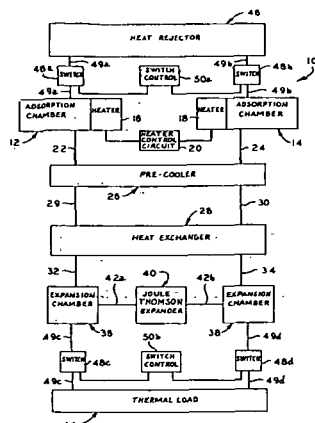 46
HEAT REJECTOR
49a
49b
48a
SWITCH
SWITCH CONTROL
50a
SWITCH
48b
10
49a
49b
ADSORPTION CHAMBER
HEATER
16
18
HEATER
ADSORPTION CHAMBER
12
HEATER CONTROL CIRCUIT
20
14
22
24
PRE-COOLER
26
29
30
28
HEAT EXCHANGER
32
34
40
EXPANSION CHAMBER
42a
JOULE-THOMSON EXPANDER
42b
EXPANSION CHAMBER
38
38
49c
49d
SWITCH
48c
SWITCH CONTROL
50b
SWITCH
48d
49c
49d
THERMAL LOAD